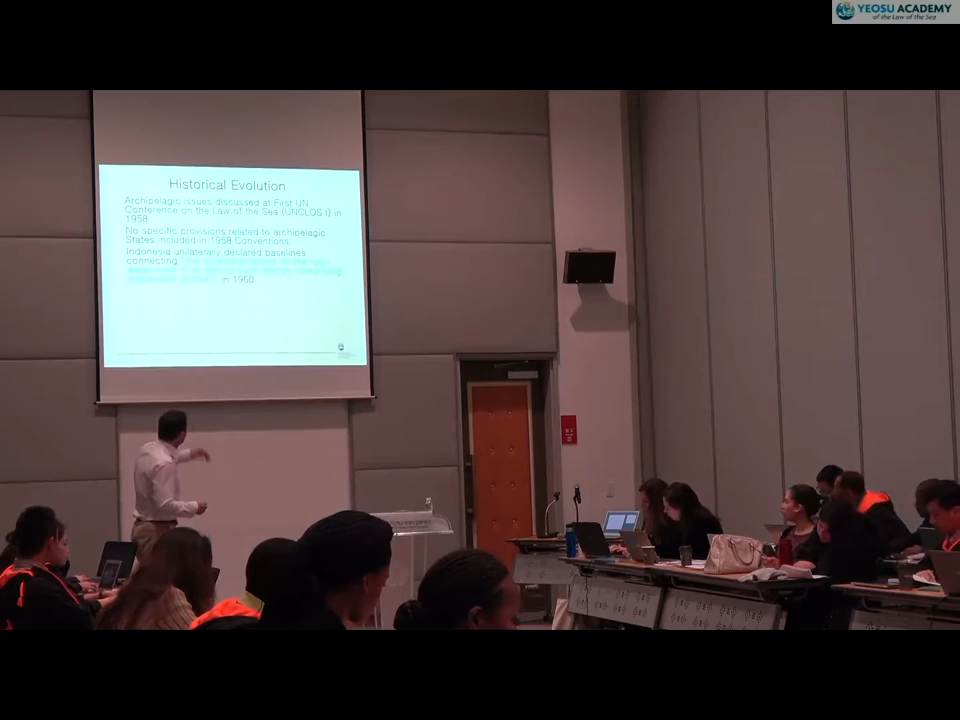 YEOSU ACADEMY
of the Law of the Sea
Historical Evolution
Archipelagic issues discussed at First UN
Conference on the Law of the Sea (UNCLOS I) in
1958
No specific provisions related to archipelagic
States included in 1958 Conventions
Indonesia unilaterally declared baselines
connecting
in 1960